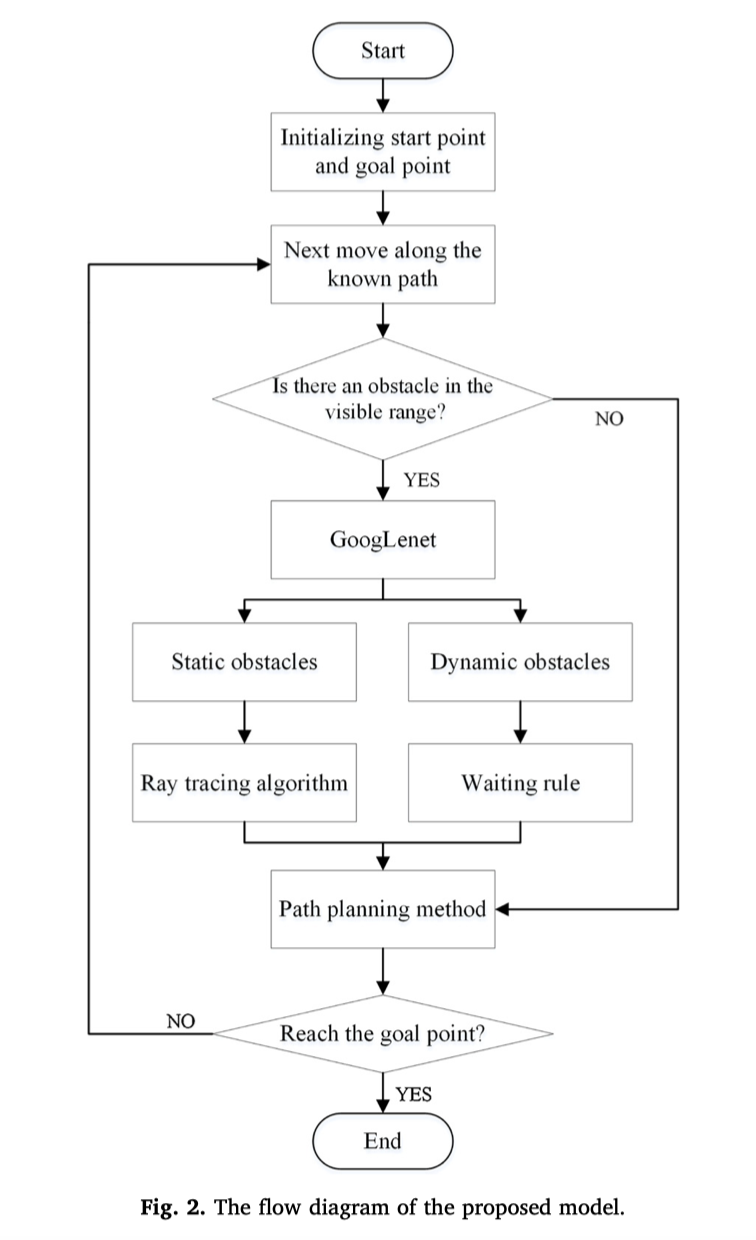 Start
Initializing start point
and goal point
Next move along the
known path
Is there an obstacle in the
visible range?
NO
YES
GoogLenet
Static obstacles
Dynamic obstacles
Ray tracing algorithm
Waiting rule
Path planning method
NO
Reach the goal point?
YES
End
Fig. 2. The flow diagram of the proposed model.